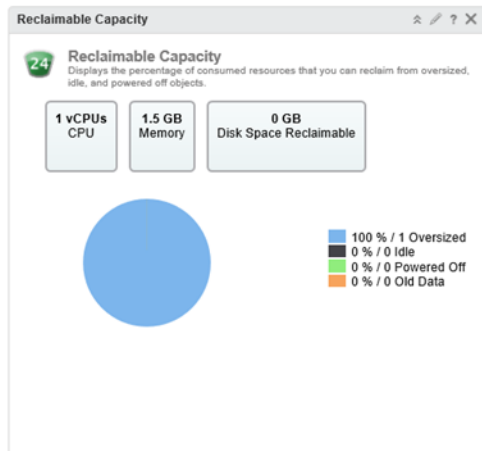 Reclaimable Capacity
?
24
Reclaimable Capacity
Displays the percentage of consumed resources that you can reclaim from oversized,
idle, and powered off objects.
1 vCPUs
CPU
1.5 GB
Memory
0 GB
Disk Space Reclaimable
100 % / 1 Oversized
0 % / 0 Idle
0 % / 0 Powered Off
0 % / 0 Old Data